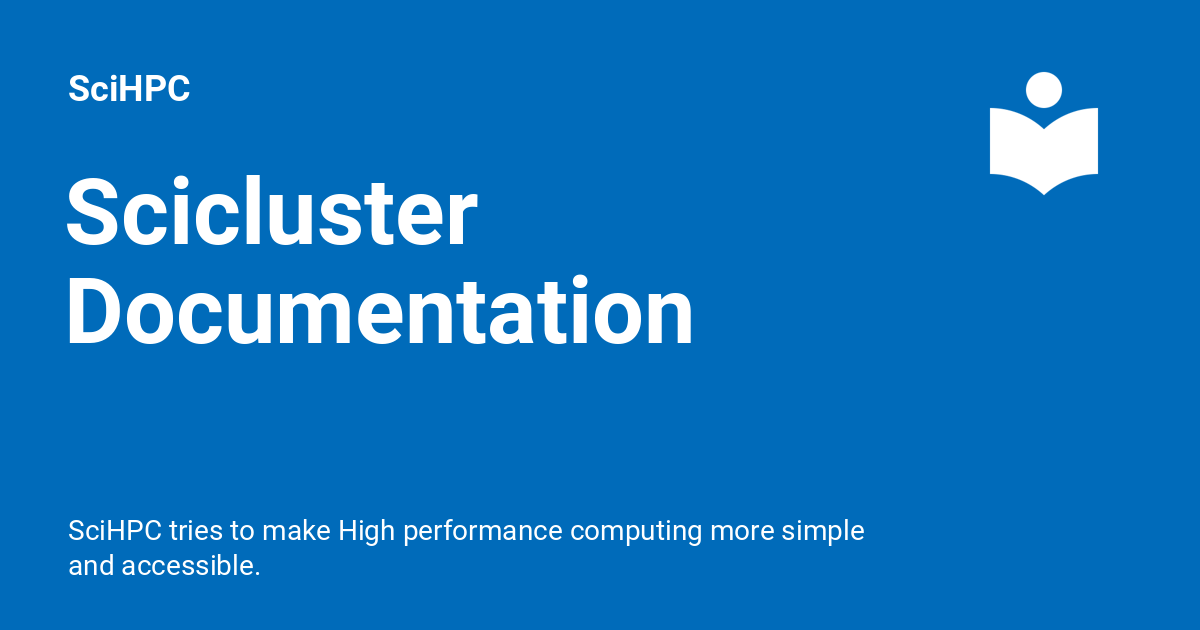 SciHPC
Scicluster
Documentation
SciHPC tries to make High performance computing more simple
and accessible.